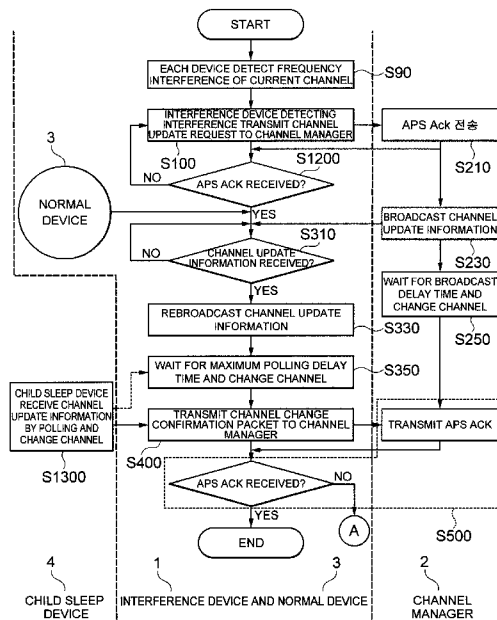 START
EACH DEVICE DETECT FREQUENCY
INTERFERENCE OF CURRENT CHANNEL
S90
INTERFERENCE DEVICE DETECTING
INTERFERENCE TRANSMIT CHANNEL
UPDATE REQUEST TO CHANNEL MANAGER
S100
APS Ack 전송
S210
3
NORMAL
DEVICE
NO
APS ACK RECEIVED?
S1200
YES
BROADCAST CHANNEL
UPDATE INFORMATION
S230
NO
CHANNEL UPDATE
INFORMATION RECEIVED?
S310
YES
WAIT FOR BROADCAST
DELAY TIME AND
CHANGE CHANNEL
S250
REBROADCAST CHANNEL UPDATE
INFORMATION
S330
WAIT FOR MAXIMUM POLLING DELAY
TIME AND CHANGE CHANNEL
S350
CHILD SLEEP DEVICE
RECEIVE CHANNEL
UPDATE INFORMATION
BY POLLING AND
CHANGE CHANNEL
S1300
TRANSMIT CHANNEL CHANGE
CONFIRMATION PACKET TO CHANNEL
MANAGER
S400
TRANSMIT APS ACK
APS ACK RECEIVED?
NO
YES
A
S500
END
4
CHILD SLEEP
DEVICE
1
3
INTERFERENCE DEVICE AND NORMAL DEVICE
2
CHANNEL
MANAGER